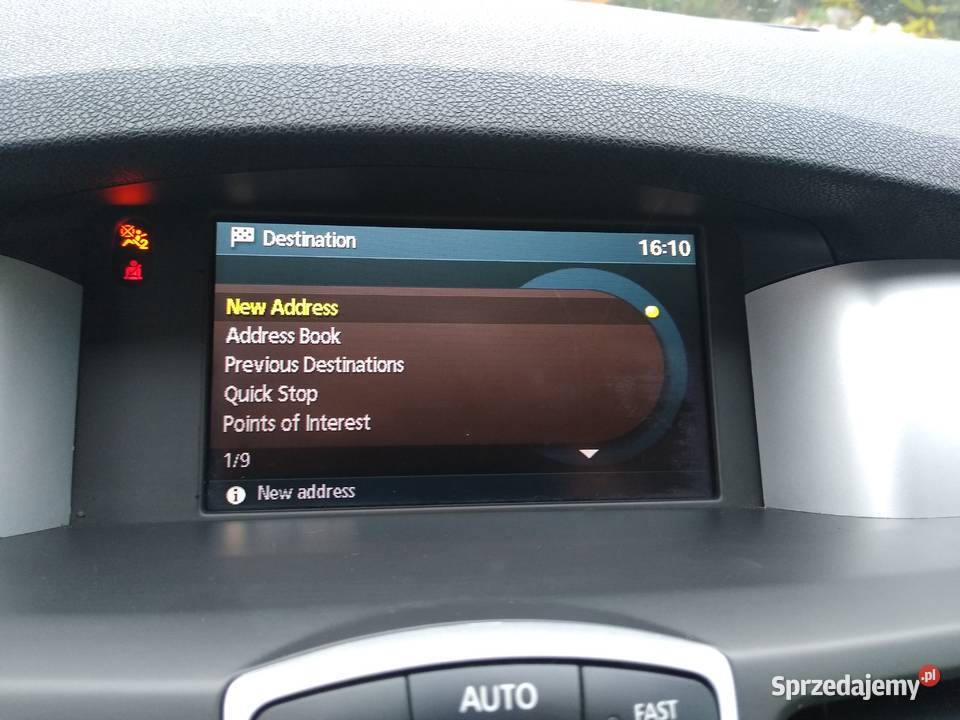 Destination
16:10
New Address
Address Book
Previous Destinations
Quick Stop
Points of Interest
1/9
New address
2
AUTO
FAST
Sprzedajemy.pl